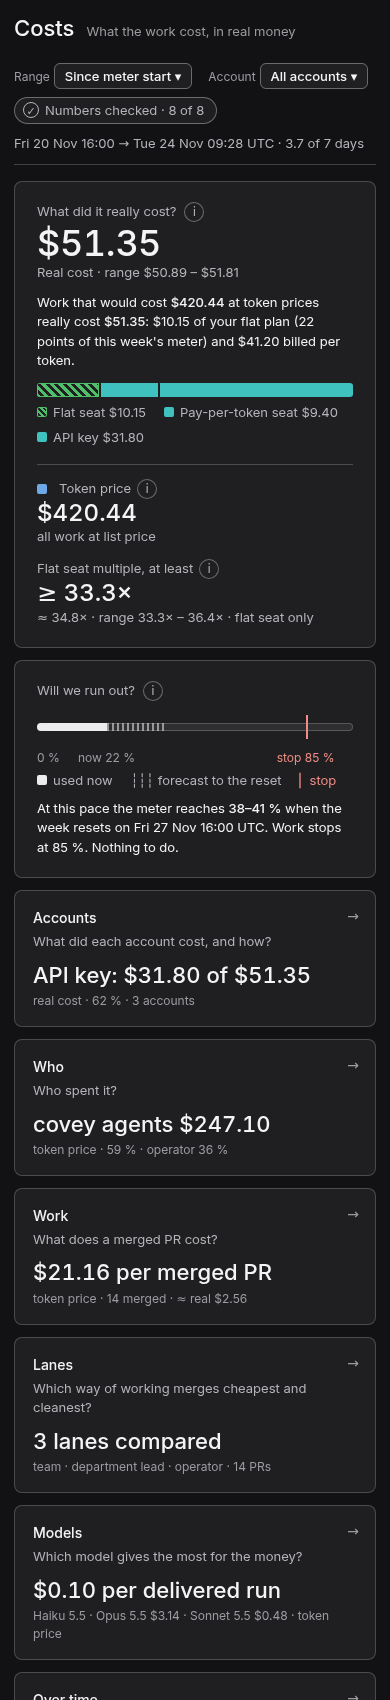 Costs What the work cost, in real money
Range Since meter start ▾ Account All accounts ▾
✓ Numbers checked · 8 of 8
Fri 20 Nov 16:00 → Tue 24 Nov 09:28 UTC · 3.7 of 7 days
What did it really cost? i
$51.35
Real cost · range $50.89 – $51.81
Work that would cost $420.44 at token prices
really cost $51.35: $10.15 of your flat plan (22
points of this week's meter) and $41.20 billed per
token.
Flat seat $10.15 Pay-per-token seat $9.40
API key $31.80
Token price i
$420.44
all work at list price
Flat seat multiple, at least i
≥ 33.3×
≈ 34.8× · range 33.3× – 36.4× · flat seat only
Will we run out? i
0 % now 22 % stop 85 %
used now forecast to the reset stop
At this pace the meter reaches 38–41 % when the
week resets on Fri 27 Nov 16:00 UTC. Work stops
at 85 %. Nothing to do.
Accounts →
What did each account cost, and how?
API key: $31.80 of $51.35
real cost · 62 % · 3 accounts
Who →
Who spent it?
covey agents $247.10
token price · 59 % · operator 36 %
Work →
What does a merged PR cost?
$21.16 per merged PR
token price · 14 merged · ≈ real $2.56
Lanes →
Which way of working merges cheapest and
cleanest?
3 lanes compared
team · department lead · operator · 14 PRs
Models →
Which model gives the most for the money?
$0.10 per delivered run
Haiku 5.5 · Opus 5.5 $3.14 · Sonnet 5.5 $0.48 · token
price
Over time →